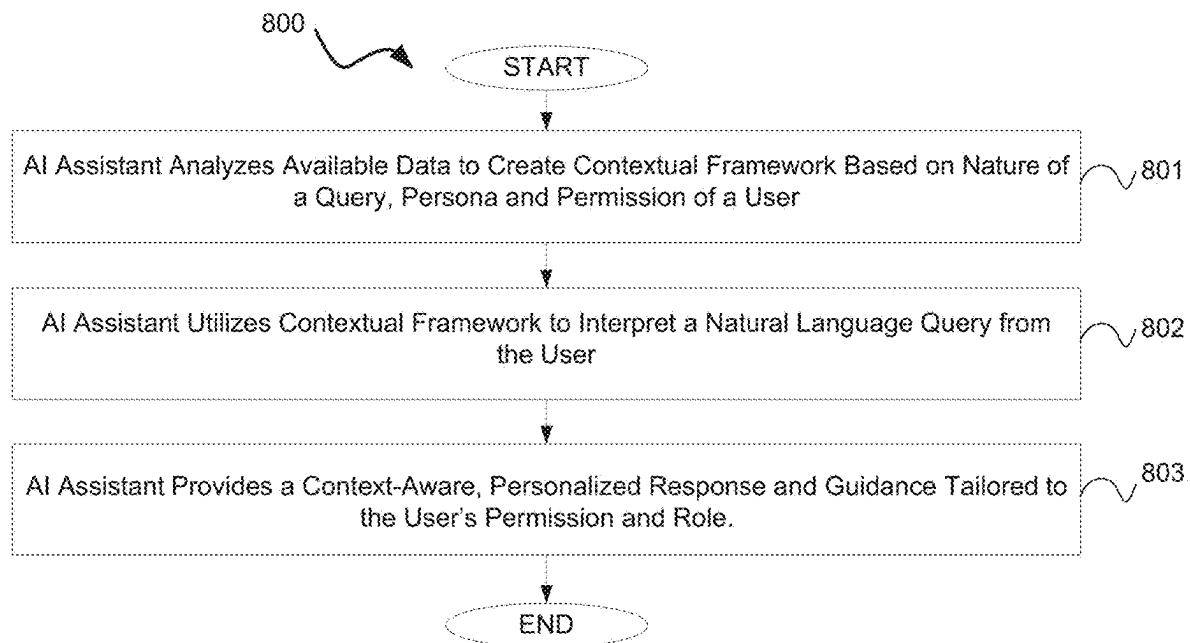 800
START
AI Assistant Analyzes Available Data to Create Contextual Framework Based on Nature of
a Query, Persona and Permission of a User
801
AI Assistant Utilizes Contextual Framework to Interpret a Natural Language Query from
the User
802
AI Assistant Provides a Context-Aware, Personalized Response and Guidance Tailored to
the User's Permission and Role.
803
END